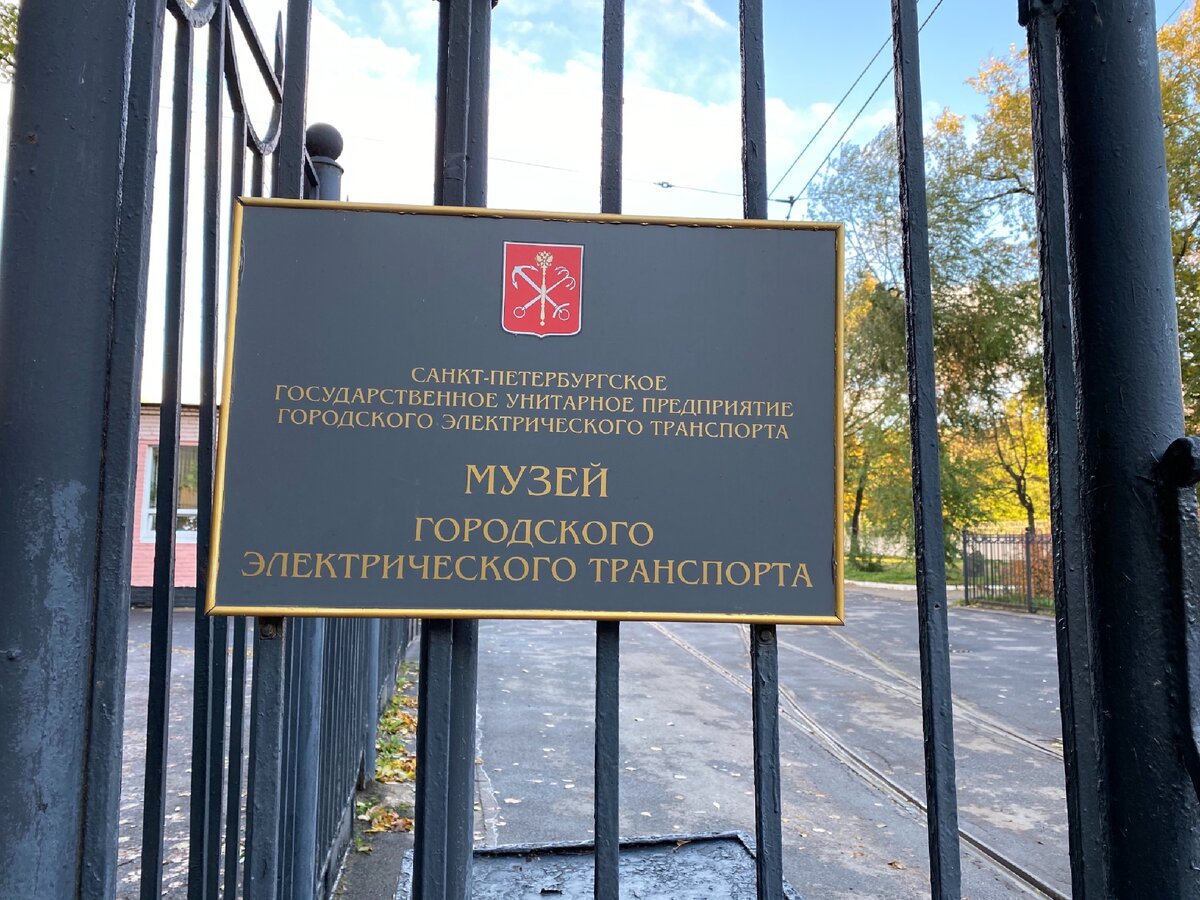 САНКТ-ПЕТЕРБУРГСКОЕ
ГОСУДАРСТВЕННОЕ УНИТАРНОЕ ПРЕДПРИЯТИЕ
ГОРОДСКОГО ЭЛЕКТРИЧЕСКОГО ТРАНСПОРТА
МУЗЕЙ
ГОРОДСКОГО
ЭЛЕКТРИЧЕСКОГО ТРАНСПОРТА